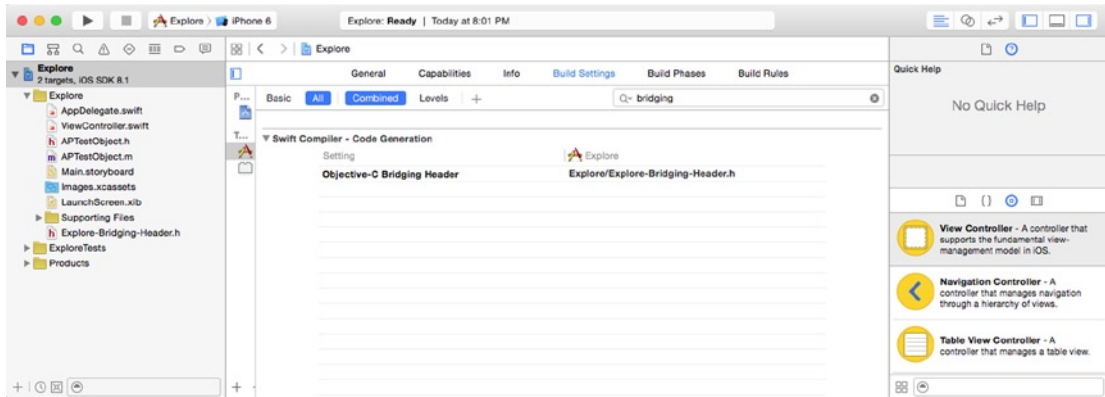 Explore
iPhone 6
Explore: Ready | Today at 8:01 PM
Explore
2 targets, iOS SDK 8.1
Explore
AppDelegate.swift
ViewController.swift
h APTestObject.h
m APTestObject.m
Main.storyboard
Images.xcassets
LaunchScreen.xib
Supporting Files
h Explore-Bridging-Header.h
ExploreTests
Products
Explore
General Capabilities Info Build Settings Build Phases Build Rules
P...
Basic All Combined Levels +
bridging
T...
Swift Compiler - Code Generation
Setting
Explore
Objective-C Bridging Header
Explore/Explore-Bridging-Header.h
Quick Help
No Quick Help
{ }
View Controller - A controller that
supports the fundamental view-
management model in iOS.
Navigation Controller - A
controller that manages navigation
through a hierarchy of views.
Table View Controller - A
controller that manages a table view.